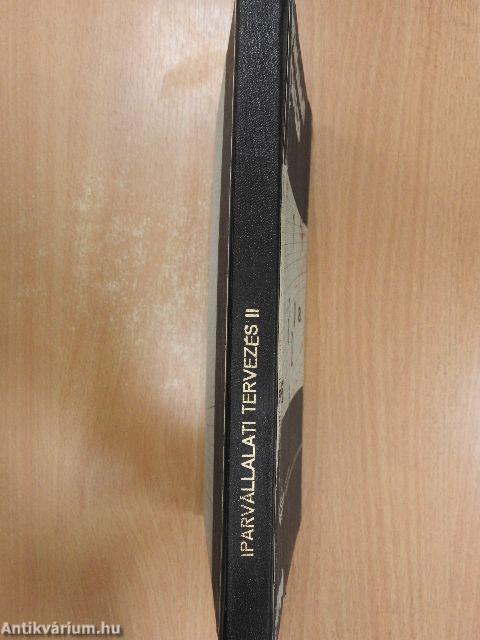 IPARVÁLLALATI TERVEZÉS II
Antikvárium.hu